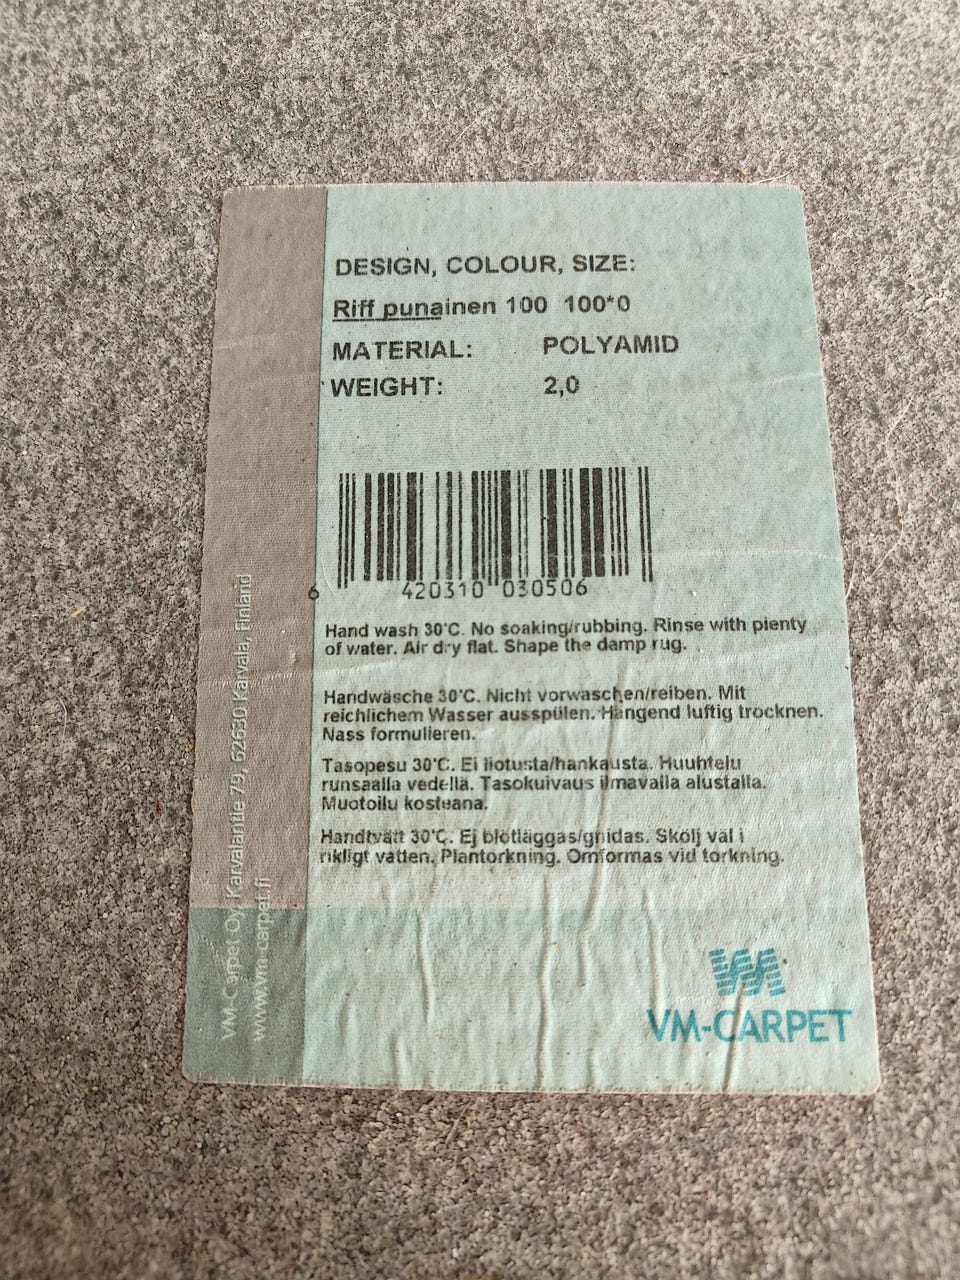 DESIGN, COLOUR, SIZE:
Riff punainen 100 100*0
MATERIAL: POLYAMID
WEIGHT: 2,0
6 420310 030506
Hand wash 30°C. No soaking/rubbing. Rinse with plenty
of water. Air dry flat. Shape the damp rug.
Handwäsche 30°C. Nicht vorwaschen/reiben. Mit
reichlichem Wasser ausspülen. Hängend luftig trocknen.
Nass formulieren.
Tasopesu 30°C. Ei liotusta/hankausta. Huuhtelu
runsaalla vedellä. Tasokuivaus ilmavalla alustalla.
Muotoilu kosteana.
Handtvätt 30°C. Ej blötläggas/gnidas. Skölj väl i
rikligt vatten. Plantorkning. Omformas vid torkning.
VM-Carpet Oy, Karvalantie 79, 62630 Karvala, Finland
www.vm-carpet.fi
VM-CARPET